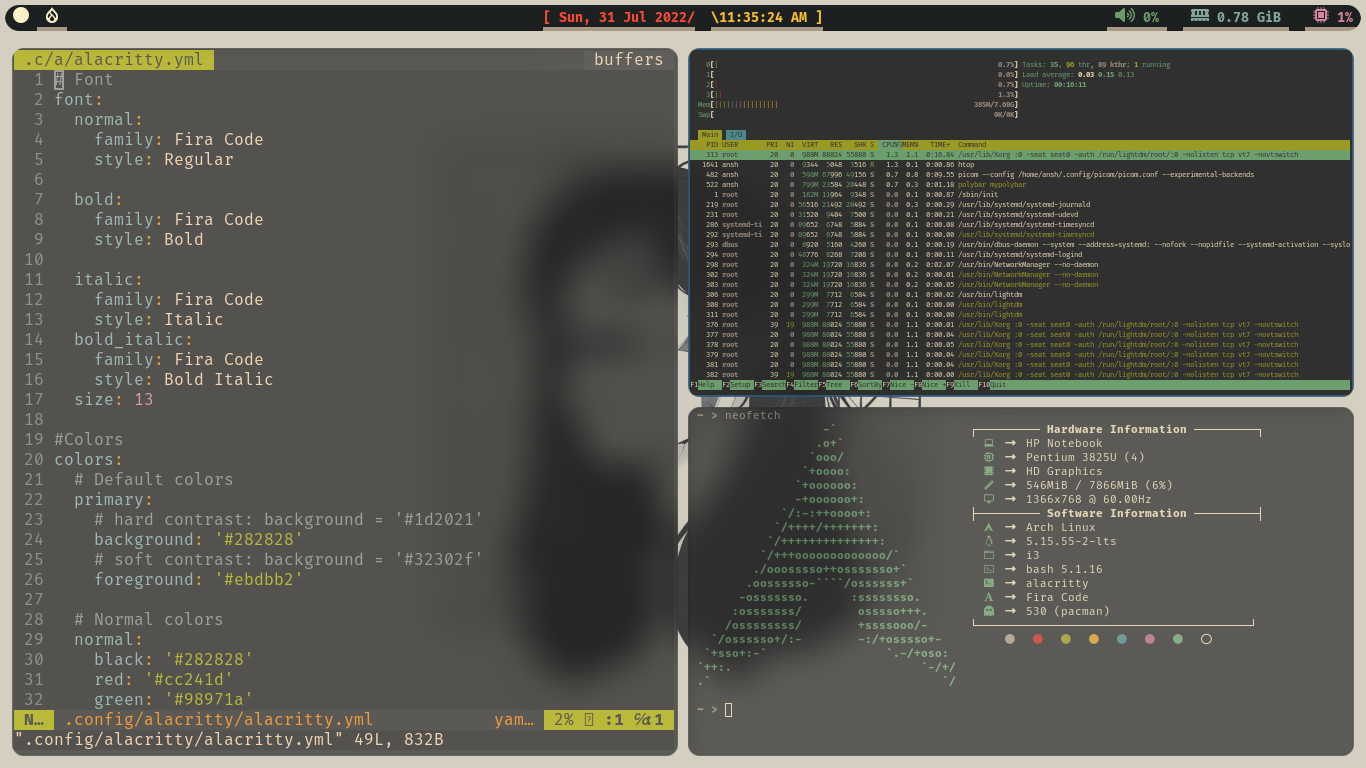 [ Sun, 31 Jul 2022/ \11:35:24 AM ]
0% 0.78 GiB 1%
.c/a/alacritty.yml buffers
1 # Font
2 font:
3 normal:
4 family: Fira Code
5 style: Regular
6
7 bold:
8 family: Fira Code
9 style: Bold
10
11 italic:
12 family: Fira Code
13 style: Italic
14 bold_italic:
15 family: Fira Code
16 style: Bold Italic
17 size: 13
18
19 #Colors
20 colors:
21 # Default colors
22 primary:
23 # hard contrast: background = '#1d2021'
24 background: '#282828'
25 # soft contrast: background = '#32302f'
26 foreground: '#ebdbb2'
27
28 # Normal colors
29 normal:
30 black: '#282828'
31 red: '#cc241d'
32 green: '#98971a'
N… .config/alacritty/alacritty.yml yam… 2% :1 1
".config/alacritty/alacritty.yml" 49L, 832B
0[| 0.7%] Tasks: 35, 96 thr, 89 kthr; 1 running
1[ 0.0%] Load average: 0.03 0.15 0.13
2[| 0.7%] Uptime: 00:16:11
3[|| 1.3%]
Mem[|||||||||||||||| 385M/7.68G]
Swp[ 0K/0K]
Main I/O
PID USER PRI NI VIRT RES SHR S CPU% MEM% TIME+ Command
313 root 20 0 988M 88024 55880 S 1.3 1.1 0:16.84 /usr/lib/Xorg :0 -seat seat0 -auth /run/lightdm/root/:0 -nolisten tcp vt7 -novtswitch
1641 ansh 20 0 9344 5048 3516 R 1.3 0.1 0:00.86 htop
482 ansh 20 0 598M 67996 49156 S 0.7 0.8 0:09.55 picom --config /home/ansh/.config/picom/picom.conf --experimental-backends
522 ansh 20 0 799M 23584 20448 S 0.7 0.3 0:01.18 polybar mypolybar
1 root 20 0 162M 11964 9348 S 0.0 0.1 0:00.87 /sbin/init
219 root 20 0 56516 21492 20492 S 0.0 0.3 0:00.29 /usr/lib/systemd/systemd-journald
231 root 20 0 31520 9404 7500 S 0.0 0.1 0:00.21 /usr/lib/systemd/systemd-udevd
286 systemd-ti 20 0 89652 6748 5884 S 0.0 0.1 0:00.08 /usr/lib/systemd/systemd-timesyncd
292 systemd-ti 20 0 89652 6748 5884 S 0.0 0.1 0:00.00 /usr/lib/systemd/systemd-timesyncd
293 dbus 20 0 8920 5160 4260 S 0.0 0.1 0:00.19 /usr/bin/dbus-daemon --system --address=systemd: --nofork --nopidfile --systemd-activation --syslo
294 root 20 0 48776 8268 7208 S 0.0 0.1 0:00.11 /usr/lib/systemd/systemd-logind
298 root 20 0 324M 19720 16836 S 0.0 0.2 0:02.07 /usr/bin/NetworkManager --no-daemon
302 root 20 0 324M 19720 16836 S 0.0 0.2 0:00.01 /usr/bin/NetworkManager --no-daemon
303 root 20 0 324M 19720 16836 S 0.0 0.2 0:00.05 /usr/bin/NetworkManager --no-daemon
306 root 20 0 299M 7712 6584 S 0.0 0.1 0:00.02 /usr/bin/lightdm
308 root 20 0 299M 7712 6584 S 0.0 0.1 0:00.00 /usr/bin/lightdm
311 root 20 0 299M 7712 6584 S 0.0 0.1 0:00.00 /usr/bin/lightdm
376 root 39 19 988M 88024 55880 S 0.0 1.1 0:00.01 /usr/lib/Xorg :0 -seat seat0 -auth /run/lightdm/root/:0 -nolisten tcp vt7 -novtswitch
377 root 20 0 988M 88024 55880 S 0.0 1.1 0:00.04 /usr/lib/Xorg :0 -seat seat0 -auth /run/lightdm/root/:0 -nolisten tcp vt7 -novtswitch
378 root 20 0 988M 88024 55880 S 0.0 1.1 0:00.05 /usr/lib/Xorg :0 -seat seat0 -auth /run/lightdm/root/:0 -nolisten tcp vt7 -novtswitch
379 root 20 0 988M 88024 55880 S 0.0 1.1 0:00.04 /usr/lib/Xorg :0 -seat seat0 -auth /run/lightdm/root/:0 -nolisten tcp vt7 -novtswitch
381 root 20 0 988M 88024 55880 S 0.0 1.1 0:00.04 /usr/lib/Xorg :0 -seat seat0 -auth /run/lightdm/root/:0 -nolisten tcp vt7 -novtswitch
382 root 39 19 988M 88024 55880 S 0.0 1.1 0:00.00 /usr/lib/Xorg :0 -seat seat0 -auth /run/lightdm/root/:0 -nolisten tcp vt7 -novtswitch
F1Help F2Setup F3Search F4Filter F5Tree F6SortBy F7Nice - F8Nice + F9Kill F10Quit
~ > neofetch
Hardware Information
→ HP Notebook
→ Pentium 3825U (4)
→ HD Graphics
→ 546MiB / 7866MiB (6%)
→ 1366x768 @ 60.00Hz
Software Information
→ Arch Linux
→ 5.15.55-2-lts
→ i3
→ bash 5.1.16
→ alacritty
→ Fira Code
→ 530 (pacman)
~ >